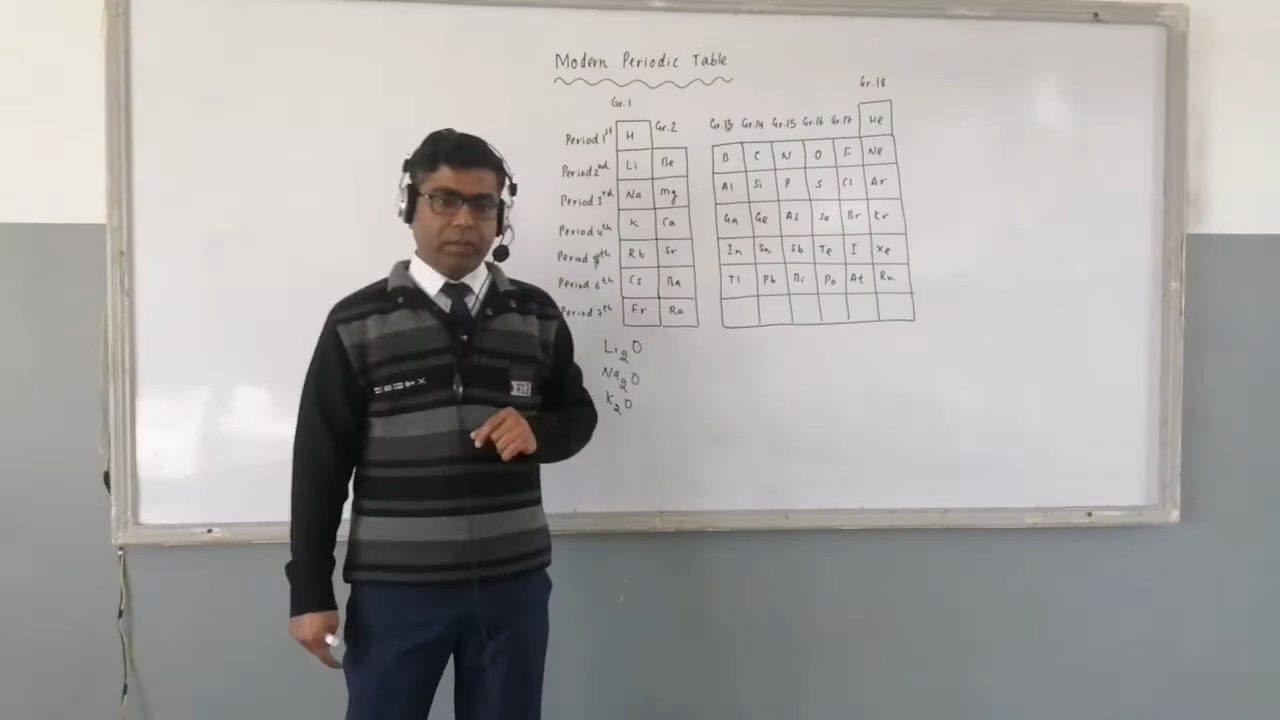 Modern Periodic Table
Gr.18
Gr.1
Gr.2 Gr.13 Gr.14 Gr.15 Gr.16 Gr.17 He
Period 1st H
Period 2nd Li Be B C N O F Ne
Period 3rd Na Mg Al Si P S Cl Ar
Period 4th K Ca Ga Ge As Se Br Kr
Period 5th Rb Sr In Sn Sb Te I Xe
Period 6th Cs Ba Tl Pb Bi Po At Rn
Period 7th Fr Ra
Li2O
Na2O
K2O